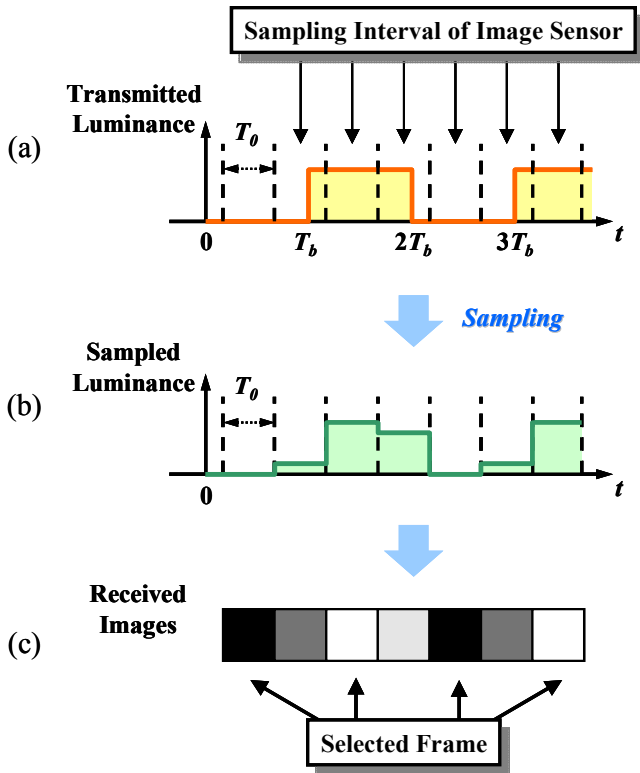 Sampling Interval of Image Sensor
Transmitted
Luminance
T0
(a)
0
Tb
2Tb
3Tb
t
Sampling
Sampled
Luminance
T0
(b)
0
t
Received
Images
(c)
Selected Frame